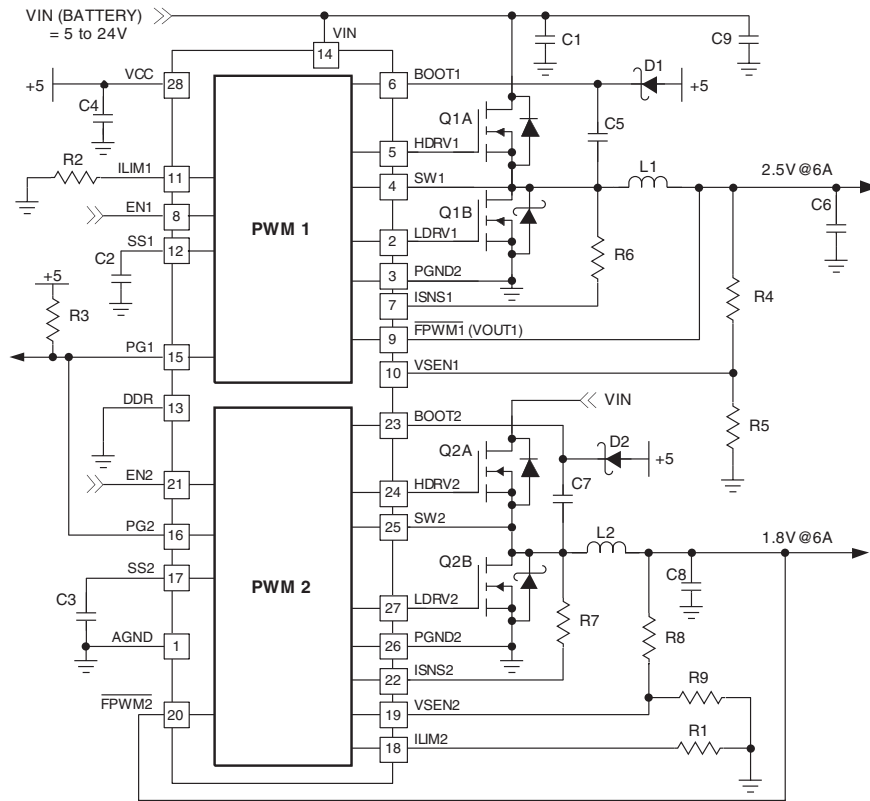 VIN (BATTERY)
= 5 to 24V
VIN
14
C1
C9
+5
VCC
28
C4
6
BOOT1
D1
+5
Q1A
C5
5
HDRV1
R2
ILIM1
11
4
SW1
L1
2.5V@6A
EN1
8
Q1B
C6
PWM 1
SS1
12
2
LDRV1
R6
C2
3
PGND2
+5
R3
7
ISNS1
R4
9
FPWM1 (VOUT1)
PG1
15
10
VSEN1
DDR
13
VIN
23
BOOT2
R5
Q2A
D2
+5
EN2
21
24
HDRV2
C7
PG2
16
25
SW2
L2
1.8V@6A
SS2
17
Q2B
C8
PWM 2
C3
27
LDRV2
R7
R8
AGND
1
26
PGND2
22
ISNS2
R9
FPWM2
20
19
VSEN2
R1
18
ILIM2